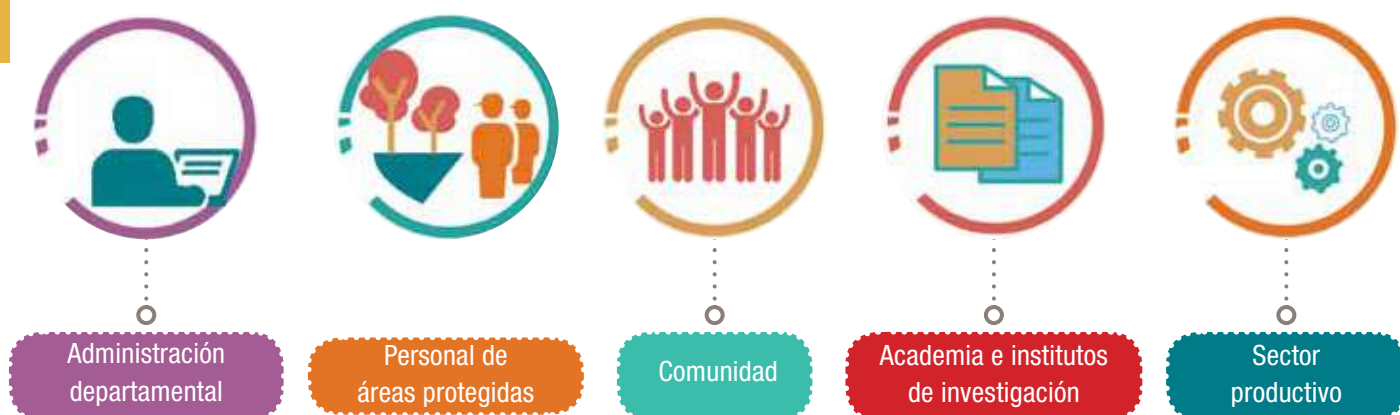 Administración
departamental
Personal de
áreas protegidas
Comunidad
Academia e institutos
de investigación
Sector
productivo